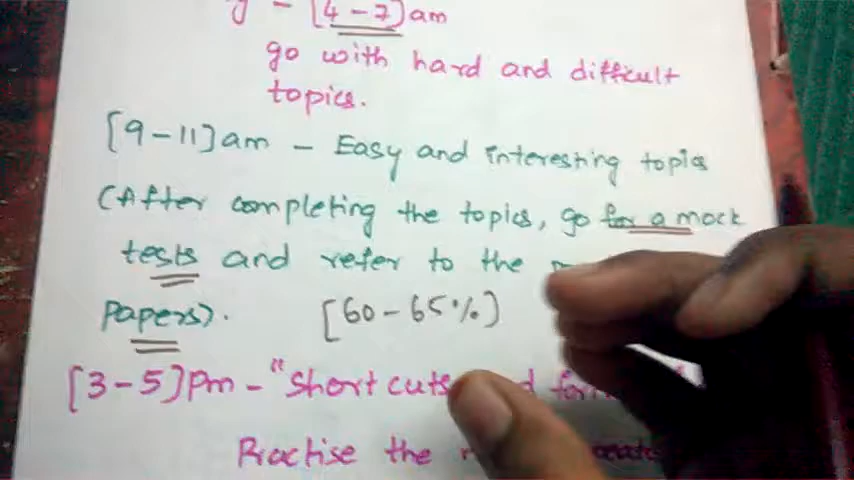 y - [4-7]am
go with hard and difficult
topics.
[9-11]am - Easy and interesting topics
(After completing the topics, go for a mock
tests and refer to the
papers). [60-65%]
[3-5]pm - "Short cuts
Practise the